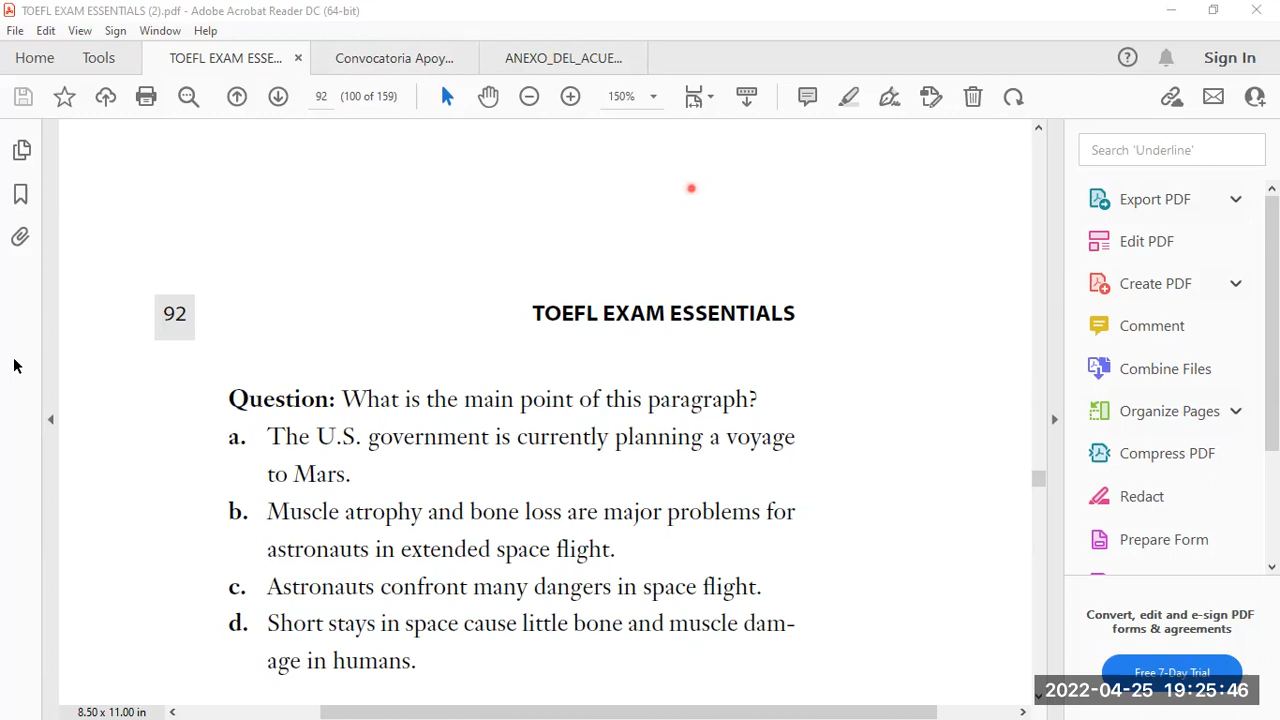 TOEFL EXAM ESSENTIALS (2).pdf - Adobe Acrobat Reader DC (64-bit)
File Edit View Sign Window Help
Home Tools TOEFL EXAM ESSE... × Convocatoria Apoy... ANEXO_DEL_ACUE... Sign In
92 (100 of 159) 150%
Search 'Underline'
Export PDF
Edit PDF
Create PDF
Comment
Combine Files
Organize Pages
Compress PDF
Redact
Prepare Form
Convert, edit and e-sign PDF
forms & agreements
Free 7-Day Trial
92 TOEFL EXAM ESSENTIALS
Question: What is the main point of this paragraph?
a. The U.S. government is currently planning a voyage
to Mars.
b. Muscle atrophy and bone loss are major problems for
astronauts in extended space flight.
c. Astronauts confront many dangers in space flight.
d. Short stays in space cause little bone and muscle dam-
age in humans.
8.50 x 11.00 in
2022-04-25 19:25:46